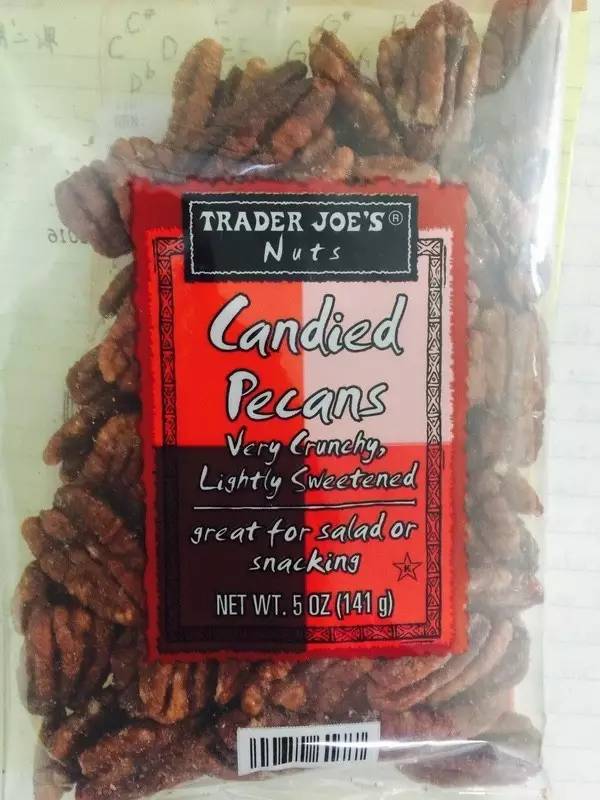 TRADER JOE'S®
Nuts
Candied
Pecans
Very Crunchy,
Lightly Sweetened
great for salad or
snacking
K
NET WT. 5 OZ (141 g)